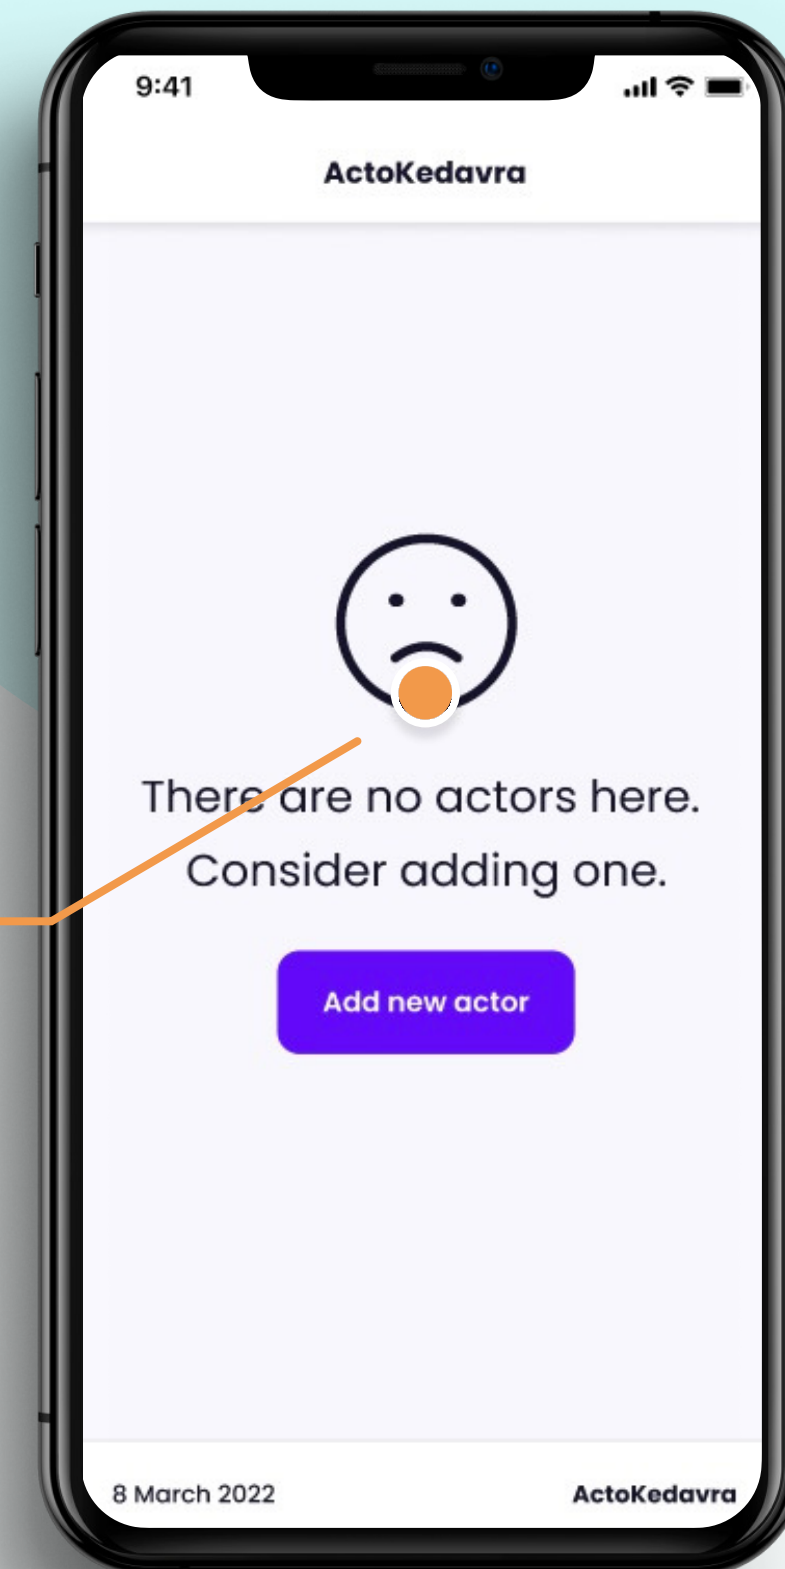 9:41
ActoKedavra
There are no actors here.
Consider adding one.
Add new actor
8 March 2022
ActoKedavra